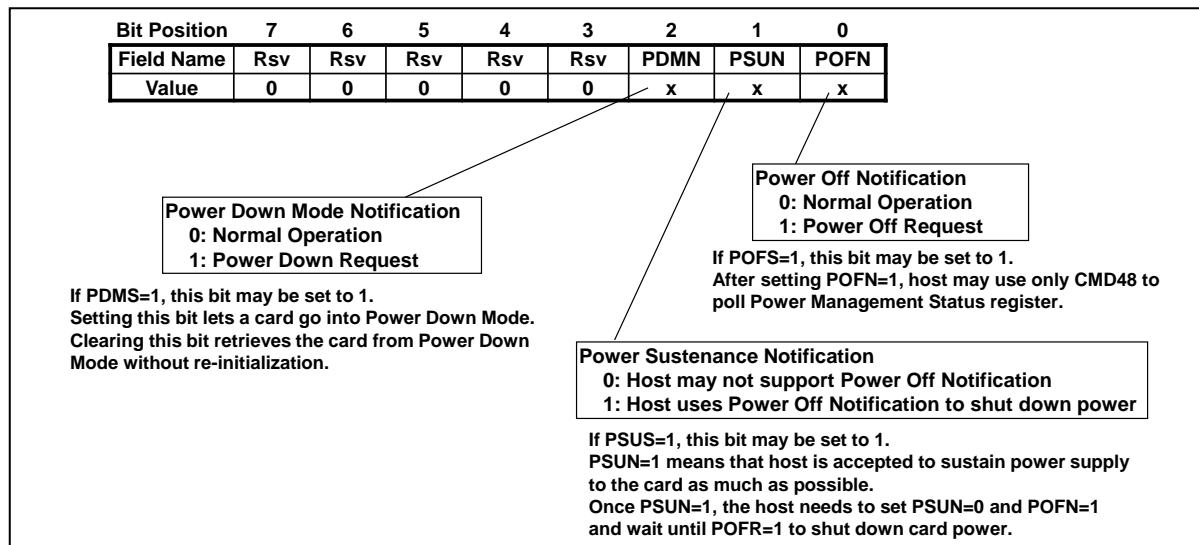 Bit Position 7 6 5 4 3 2 1 0
Field Name Rsv Rsv Rsv Rsv Rsv PDMN PSUN POFN
Value 0 0 0 0 0 x x x
Power Off Notification
0: Normal Operation
1: Power Off Request
If POFS=1, this bit may be set to 1.
After setting POFN=1, host may use only CMD48 to
poll Power Management Status register.
Power Down Mode Notification
0: Normal Operation
1: Power Down Request
If PDMS=1, this bit may be set to 1.
Setting this bit lets a card go into Power Down Mode.
Clearing this bit retrieves the card from Power Down
Mode without re-initialization.
Power Sustenance Notification
0: Host may not support Power Off Notification
1: Host uses Power Off Notification to shut down power
If PSUS=1, this bit may be set to 1.
PSUN=1 means that host is accepted to sustain power supply
to the card as much as possible.
Once PSUN=1, the host needs to set PSUN=0 and POFN=1
and wait until POFR=1 to shut down card power.